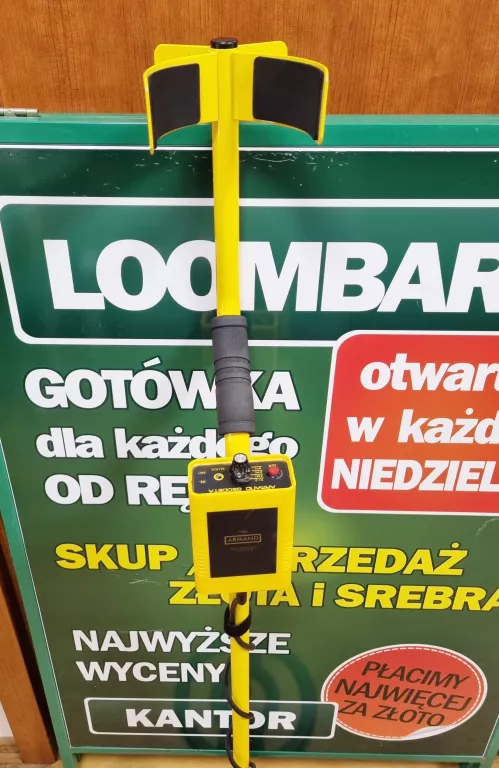 LOOMBAR
GOTÓWKA
dla każdego
OD RĘ
otwar
w każd
NIEDZIEL
ARMAND
SKUP / RZEDAŻ
ZŁOTA i SREBRA
NAJWYŻSZE
WYCENY
KANTOR
PŁACIMY
NAJWIĘCEJ
ZA ZŁOTO